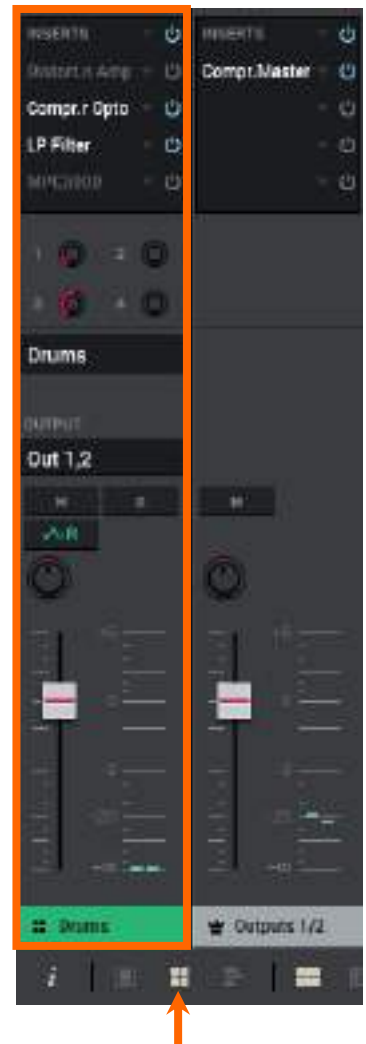 INSERTS INSERTS
Distort.n Amp Compr.Master
Compr.r Opto
LP Filter
MPC3000
1 2
3 4
Drums
OUTPUT
Out 1,2
M S M
R
Drums Outputs 1/2
i